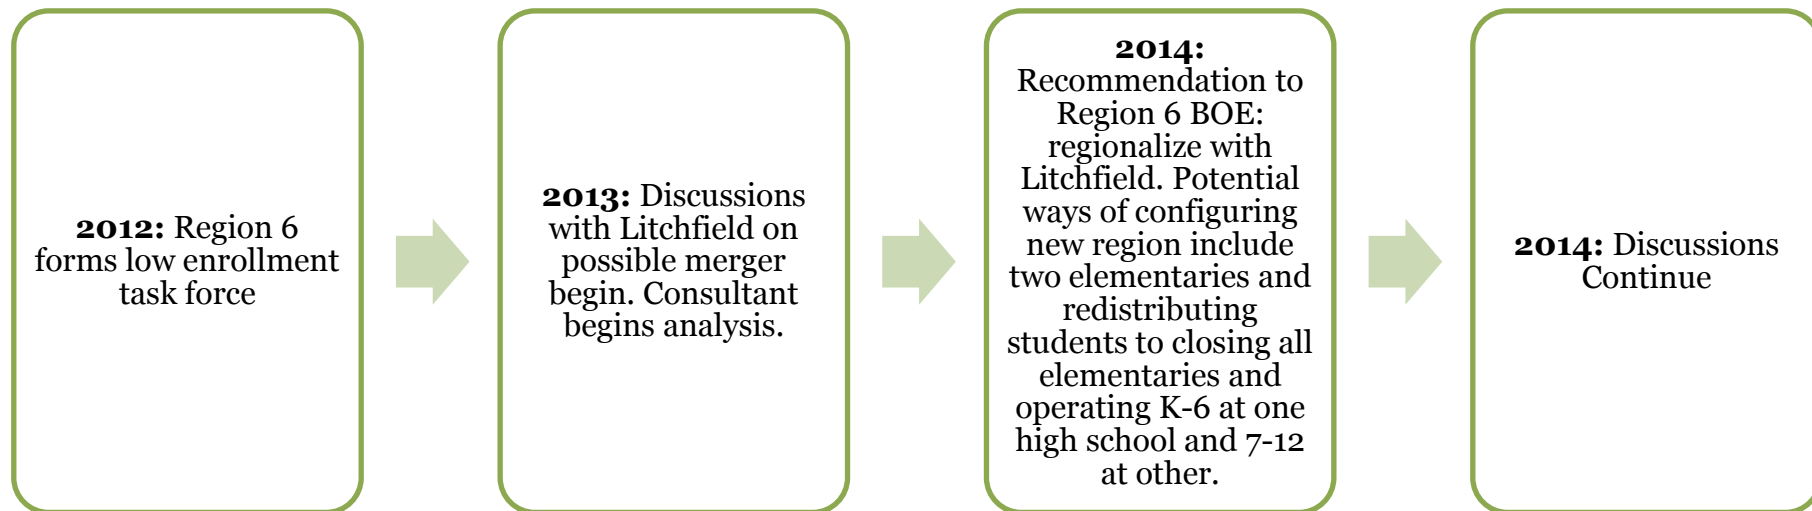 2012: Region 6
forms low enrollment
task force
2013: Discussions
with Litchfield on
possible merger
begin. Consultant
begins analysis.
2014:
Recommendation to
Region 6 BOE:
regionalize with
Litchfield. Potential
ways of configuring
new region include
two elementaries and
redistributing
students to closing all
elementaries and
operating K-6 at one
high school and 7-12
at other.
2014: Discussions
Continue